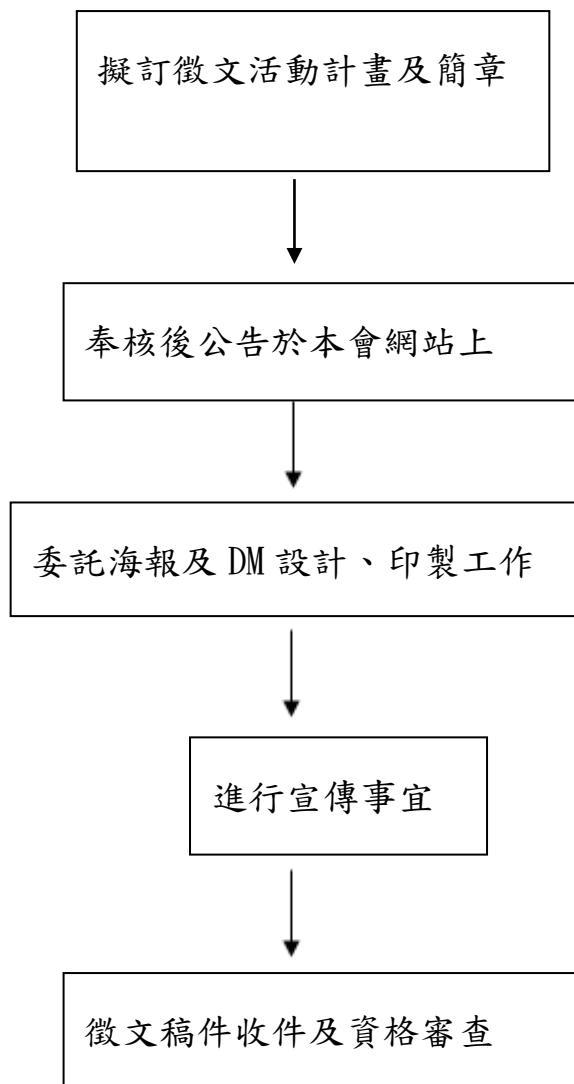 擬訂徵文活動計畫及簡章
奉核後公告於本會網站上
委託海報及 DM 設計、印製工作
進行宣傳事宜
徵文稿件收件及資格審查